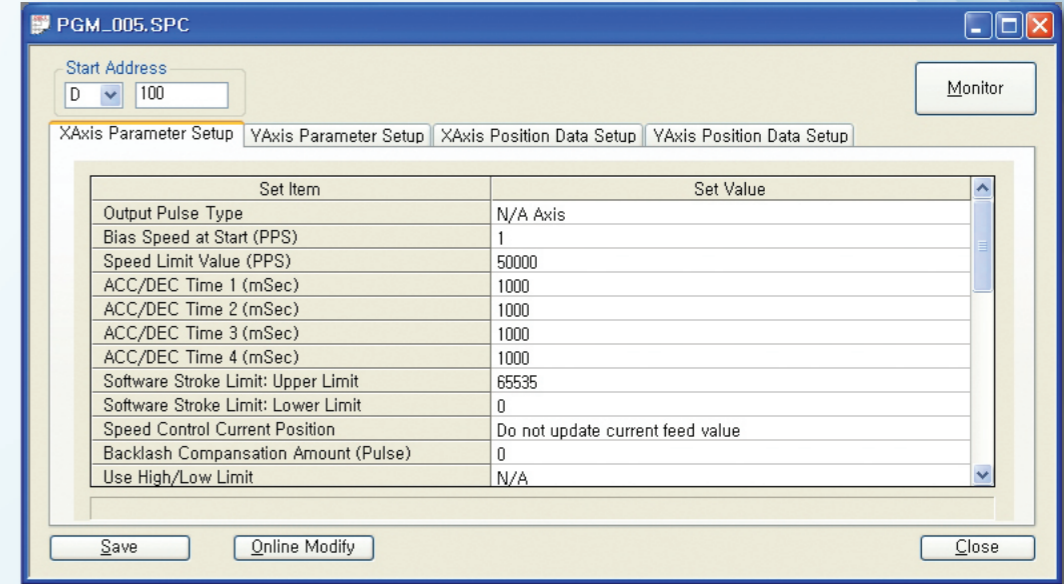 PGM_005.SPC
Start Address
D 100
Monitor
XAxis Parameter Setup YAxis Parameter Setup XAxis Position Data Setup YAxis Position Data Setup
Set Item Set Value
Output Pulse Type N/A Axis
Bias Speed at Start (PPS) 1
Speed Limit Value (PPS) 50000
ACC/DEC Time 1 (mSec) 1000
ACC/DEC Time 2 (mSec) 1000
ACC/DEC Time 3 (mSec) 1000
ACC/DEC Time 4 (mSec) 1000
Software Stroke Limit: Upper Limit 65535
Software Stroke Limit: Lower Limit 0
Speed Control Current Position Do not update current feed value
Backlash Compansation Amount (Pulse) 0
Use High/Low Limit N/A
Save Online Modify Close